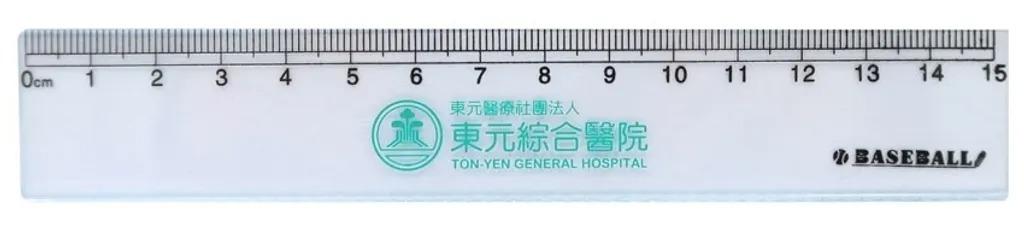 0cm 1 2 3 4 5 6 7 8 9 10 11 12 13 14 15
東元醫療社團法人
東元綜合醫院
TON-YEN GENERAL HOSPITAL
BASEBALL